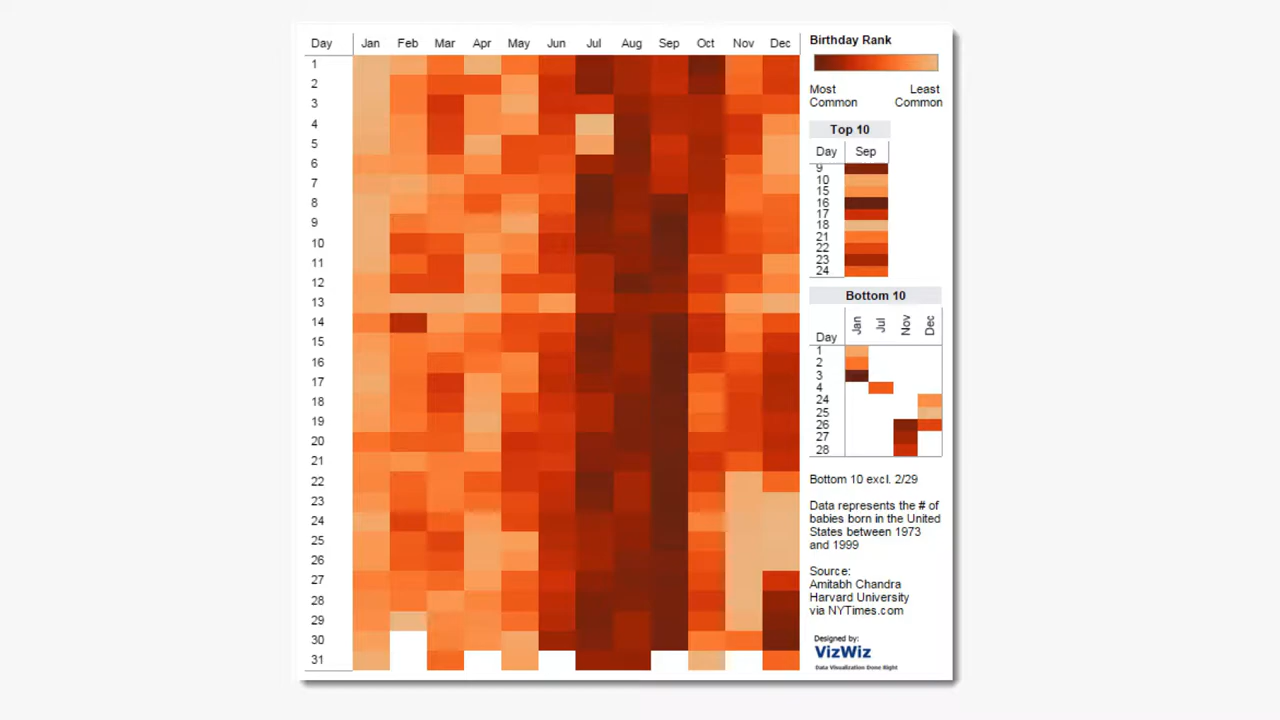 Day Jan Feb Mar Apr May Jun Jul Aug Sep Oct Nov Dec
1
2
3
4
5
6
7
8
9
10
11
12
13
14
15
16
17
18
19
20
21
22
23
24
25
26
27
28
29
30
31
Birthday Rank
Most Least
Common Common
Top 10
Day Sep
9
10
15
16
17
18
21
22
23
24
Bottom 10
Day Jan Jul Nov Dec
1
2
3
4
24
25
26
27
28
Bottom 10 excl. 2/29
Data represents the # of
babies born in the United
States between 1973
and 1999
Source:
Amitabh Chandra
Harvard University
via NYTimes.com
Designed by:
VizWiz
Data Visualization Done Right